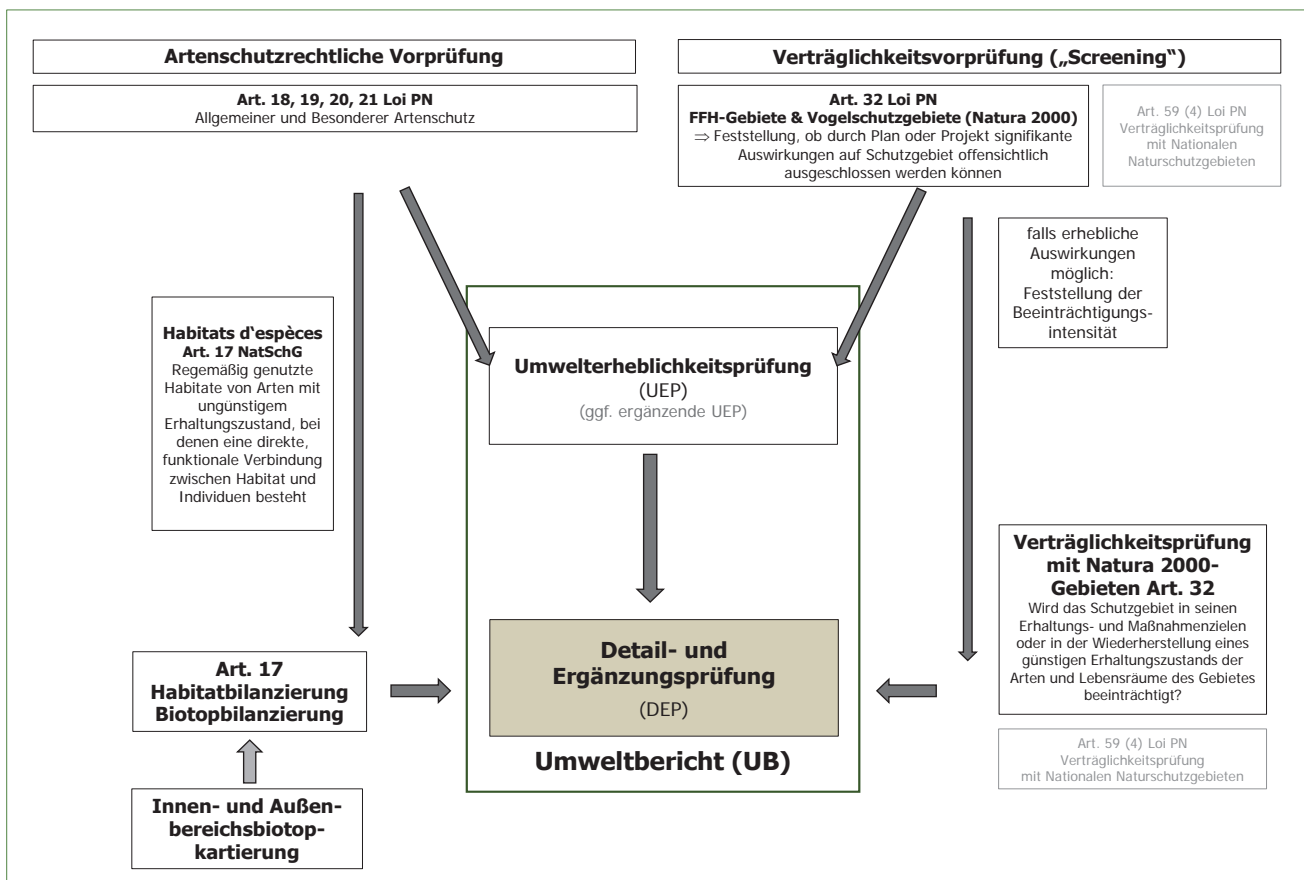 Artenschutzrechtliche Vorprüfung
Art. 18, 19, 20, 21 Loi PN
Allgemeiner und Besonderer Artenschutz
Verträglichkeitsvorprüfung („Screening“)
Art. 32 Loi PN
FFH-Gebiete & Vogelschutzgebiete (Natura 2000)
⇒ Feststellung, ob durch Plan oder Projekt signifikante
Auswirkungen auf Schutzgebiet offensichtlich
ausgeschlossen werden können
Art. 59 (4) Loi PN
Verträglichkeitsprüfung
mit Nationalen
Naturschutzgebieten
falls erhebliche
Auswirkungen
möglich:
Feststellung der
Beeinträchtigungs-
intensität
Habitats d‘espèces
Art. 17 NatSchG
Regemäßig genutzte
Habitate von Arten mit
ungünstigem
Erhaltungszustand, bei
denen eine direkte,
funktionale Verbindung
zwischen Habitat und
Individuen besteht
Umwelterheblichkeitsprüfung
(UEP)
(ggf. ergänzende UEP)
Verträglichkeitsprüfung
mit Natura 2000-
Gebieten Art. 32
Wird das Schutzgebiet in seinen
Erhaltungs- und Maßnahmenzielen
oder in der Wiederherstellung eines
günstigen Erhaltungszustands der
Arten und Lebensräume des Gebietes
beeinträchtigt?
Detail- und
Ergänzungsprüfung
(DEP)
Art. 17
Habitatbilanzierung
Biotopbilanzierung
Umweltbericht (UB)
Art. 59 (4) Loi PN
Verträglichkeitsprüfung
mit Nationalen Naturschutzgebieten
Innen- und Außen-
bereichsbiotop-
kartierung